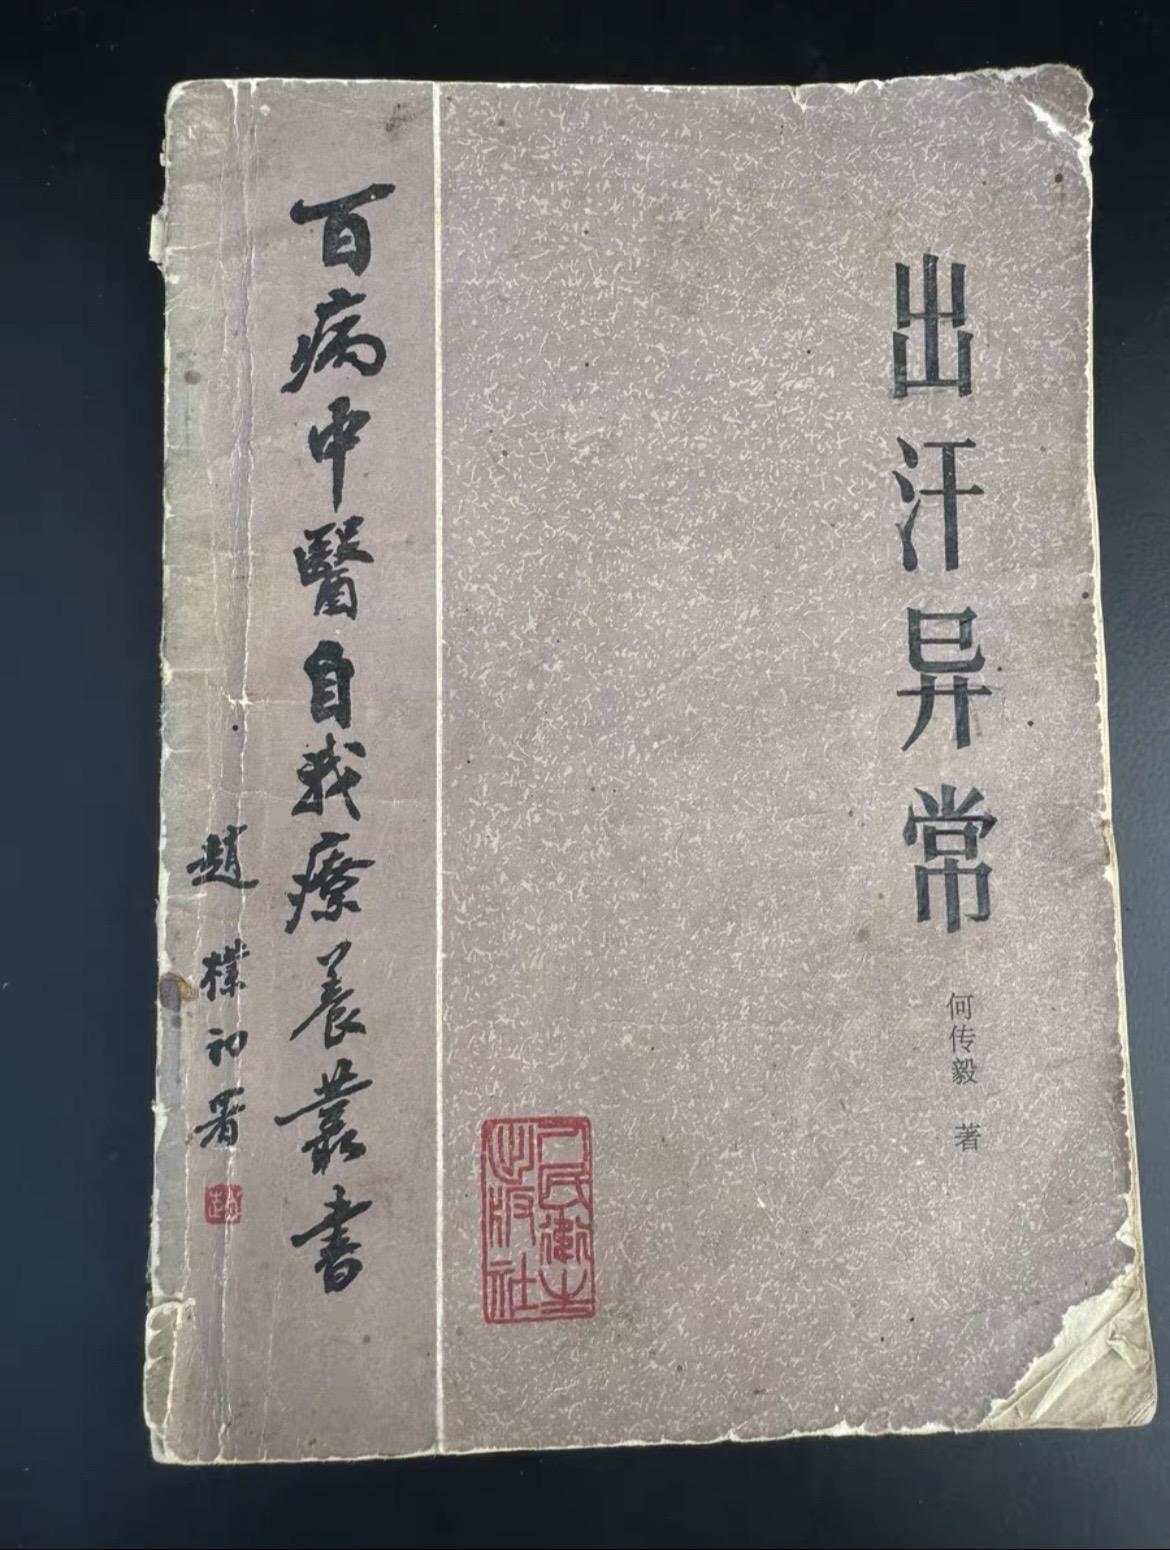 出汗异常
何传毅 著
人民衛生
出版社
百病中醫自我療養叢書
趙樸初署